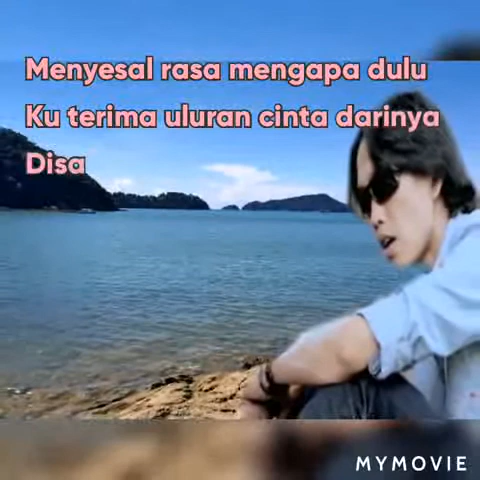 Menyesal rasa mengapa dulu
Ku terima uluran cinta darinya
Disa
MYMOVIE